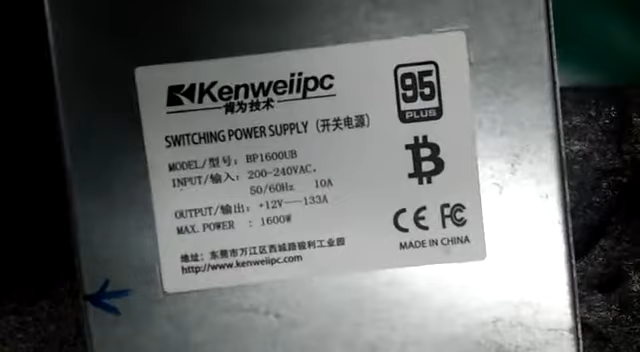 Kenweiipc
肯为技术
95
PLUS
SWITCHING POWER SUPPLY (开关电源)
MODEL/型号: BP1600UB
INPUT/输入: 200-240VAC,
50/60Hz 10A
OUTPUT/输出: +12V---133A
MAX. POWER : 1600W
CE FC
MADE IN CHINA
地址: 东莞市万江区西城路骏利工业园
http://www.kenweiipc.com